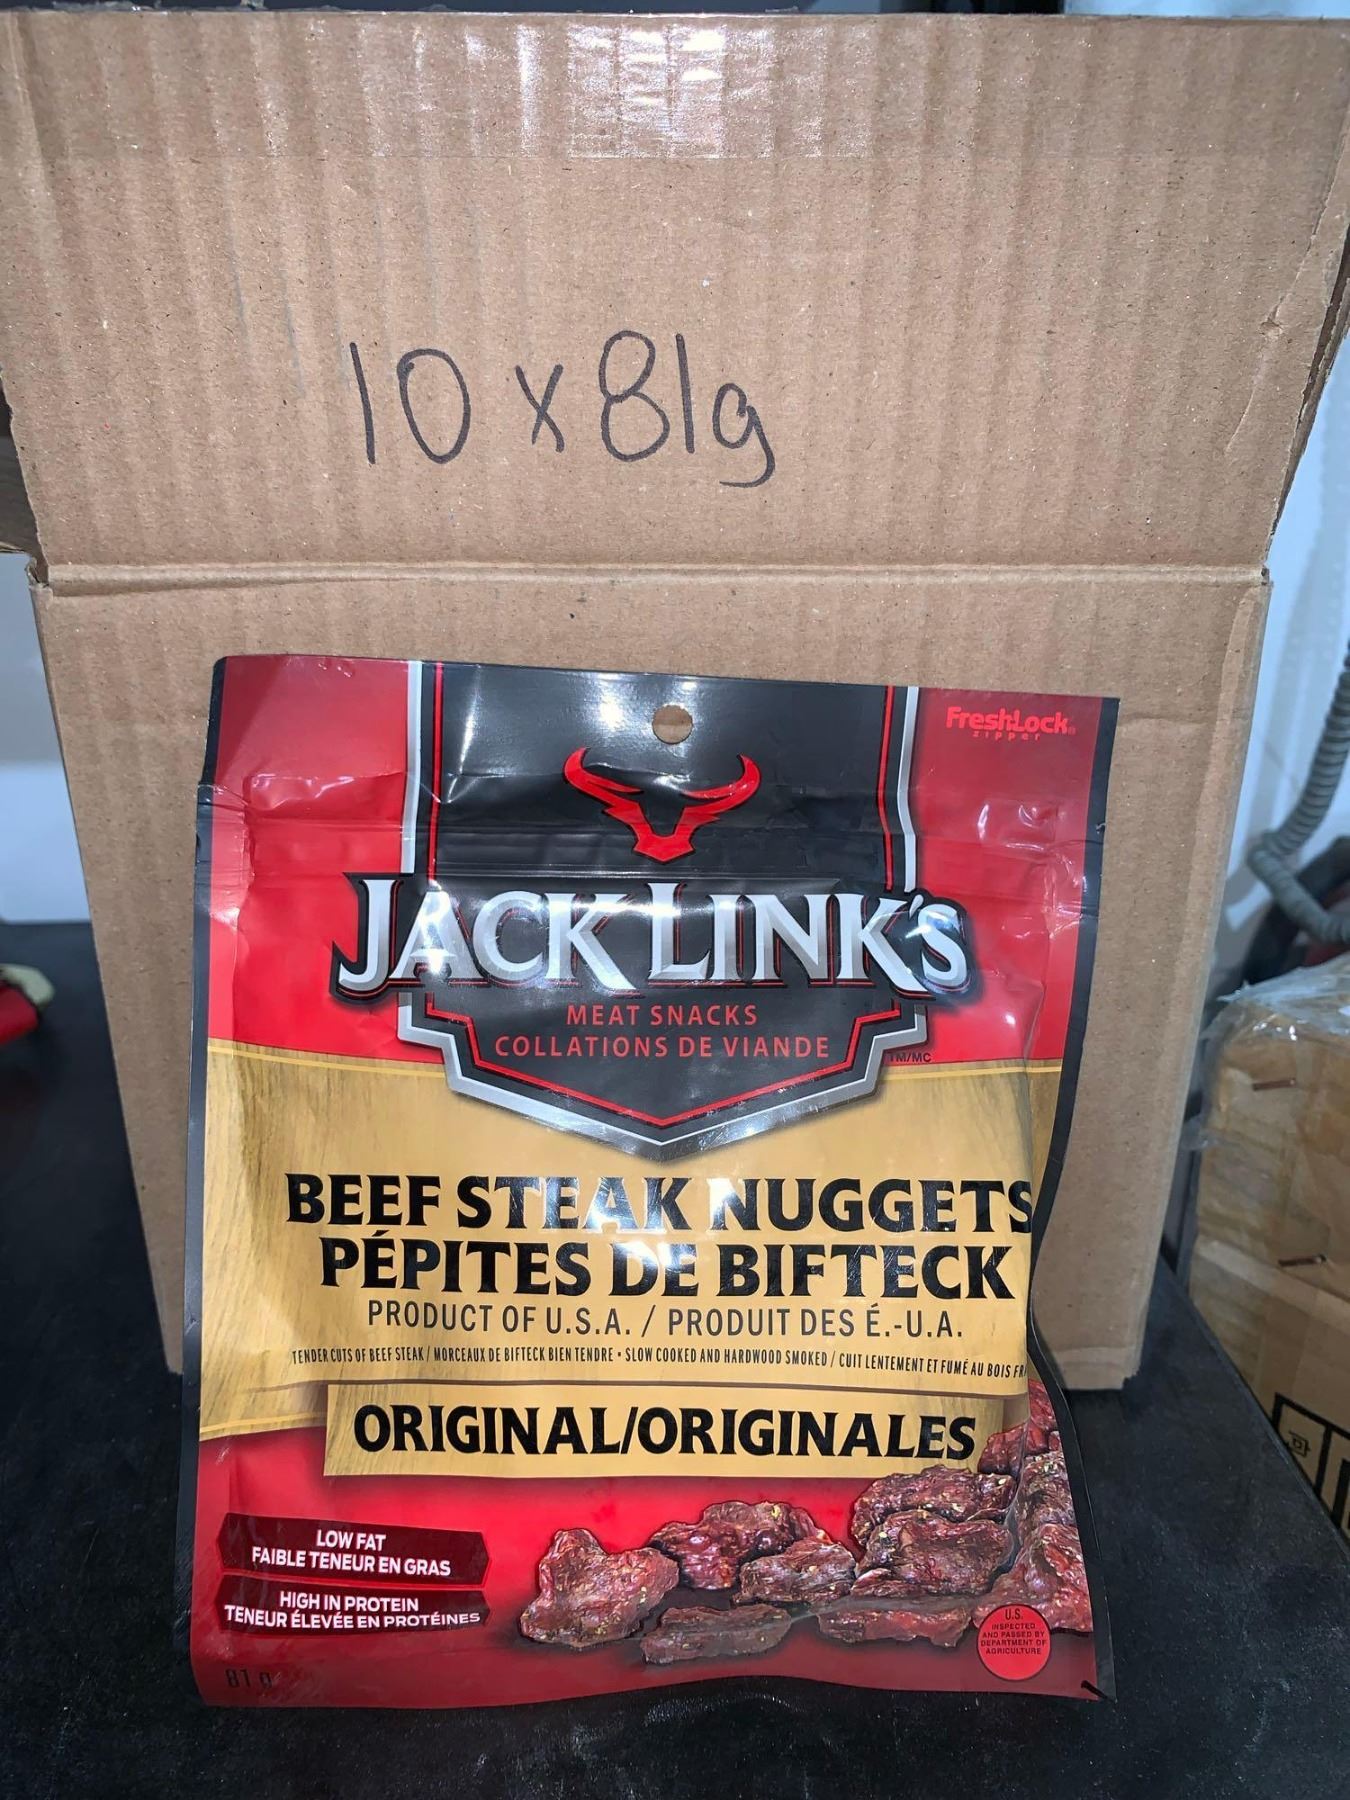 10 x 81g
FreshLock®
zipper
JACK LINK'S
MEAT SNACKS
COLLATIONS DE VIANDE
TM/MC
BEEF STEAK NUGGETS
PÉPITES DE BIFTECK
PRODUCT OF U.S.A. / PRODUIT DES É.-U.A.
TENDER CUTS OF BEEF STEAK / MORCEAUX DE BIFTECK BIEN TENDRE • SLOW COOKED AND HARDWOOD SMOKED / CUIT LENTEMENT ET FUMÉ AU BOIS
ORIGINAL/ORIGINALES
LOW FAT
FAIBLE TENEUR EN GRAS
HIGH IN PROTEIN
TENEUR ÉLEVÉE EN PROTÉINES
U.S.
INSPECTED
AND PASSED BY
DEPARTMENT OF
AGRICULTURE
81 g